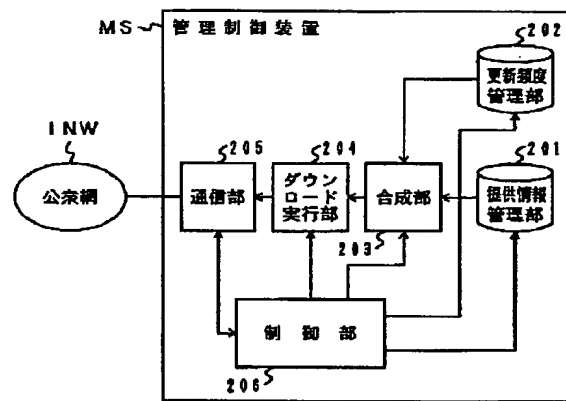 MS
管理制御装置
202
更新頻度
管理部
INW
205
204
201
公衆網
通信部
ダウン
ロード
実行部
合成部
提供情報
管理部
203
制御部
206